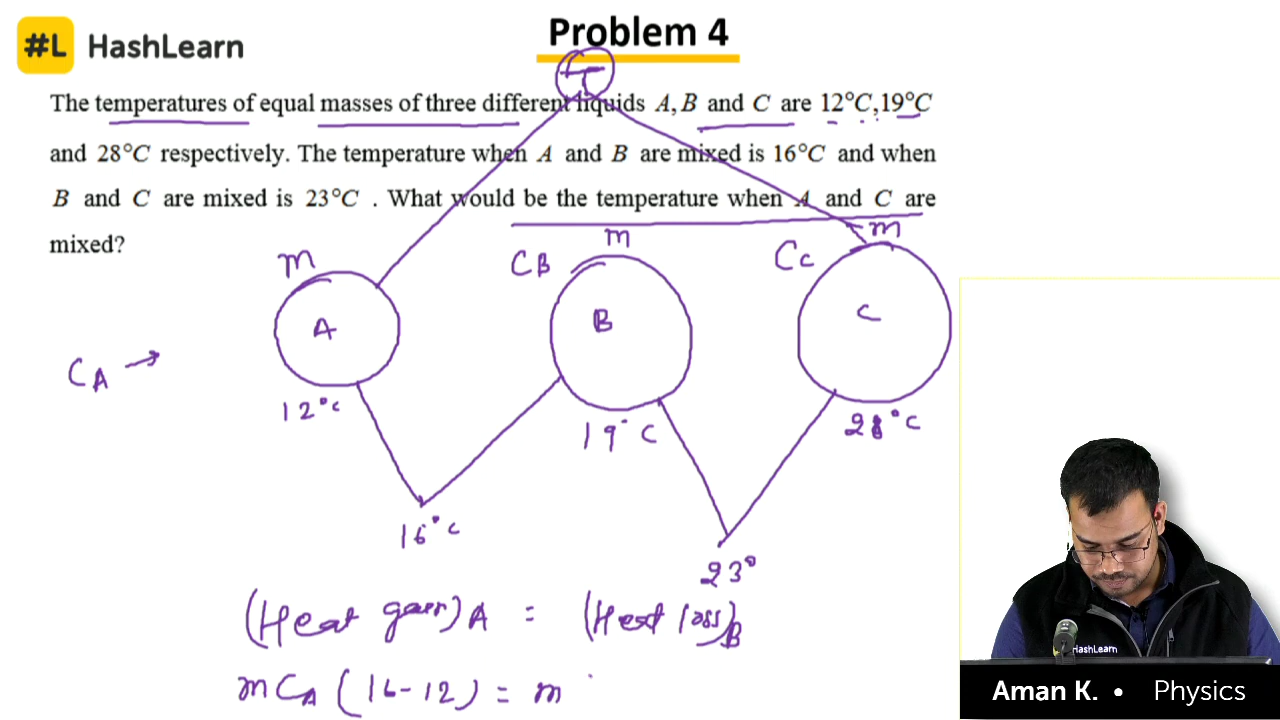 #L HashLearn
Problem 4
T
The temperatures of equal masses of three different liquids A, B and C are 12°C,19°C
and 28°C respectively. The temperature when A and B are mixed is 16°C and when
B and C are mixed is 23°C . What would be the temperature when A and C are
mixed?
m
m
m
CB
Cc
A
B
C
CA →
12°c
19°C
28°C
16°c
23°
(Heat gain)A = (Heat loss)B
mCA (16-12) = m
HashLearn
Aman K. • Physics